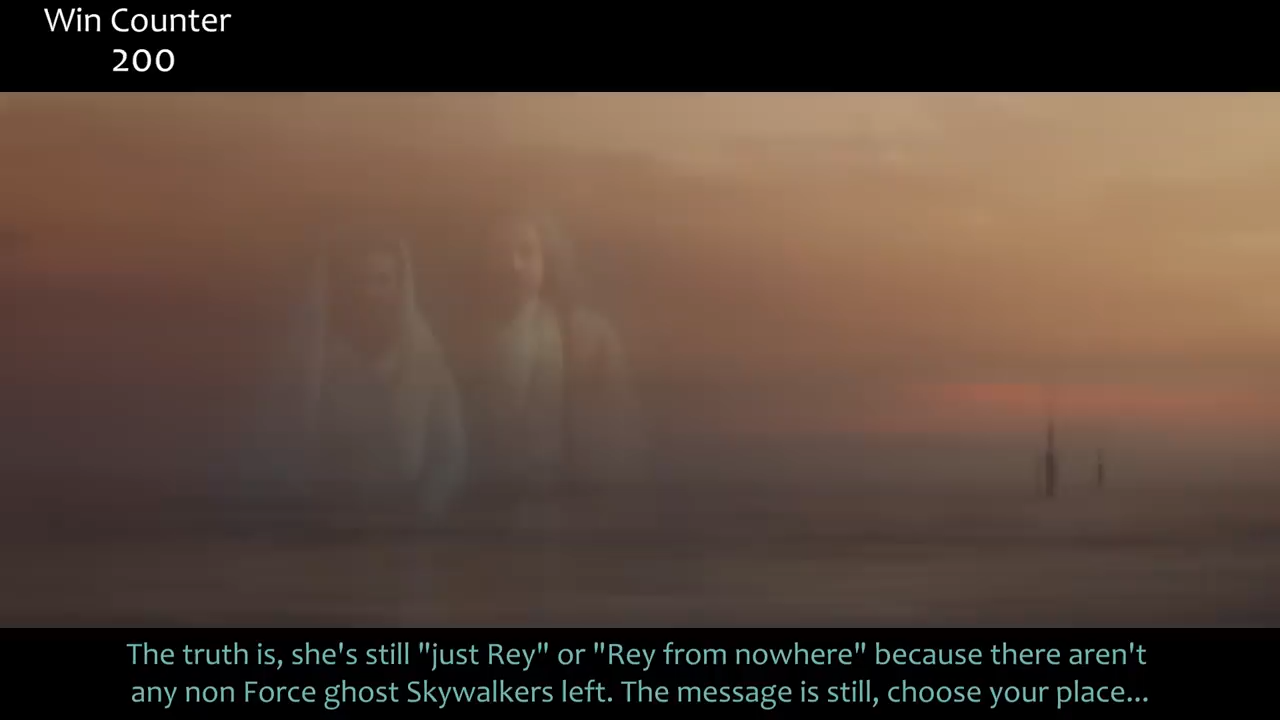 Win Counter
200
The truth is, she's still "just Rey" or "Rey from nowhere" because there aren't
any non Force ghost Skywalkers left. The message is still, choose your place...